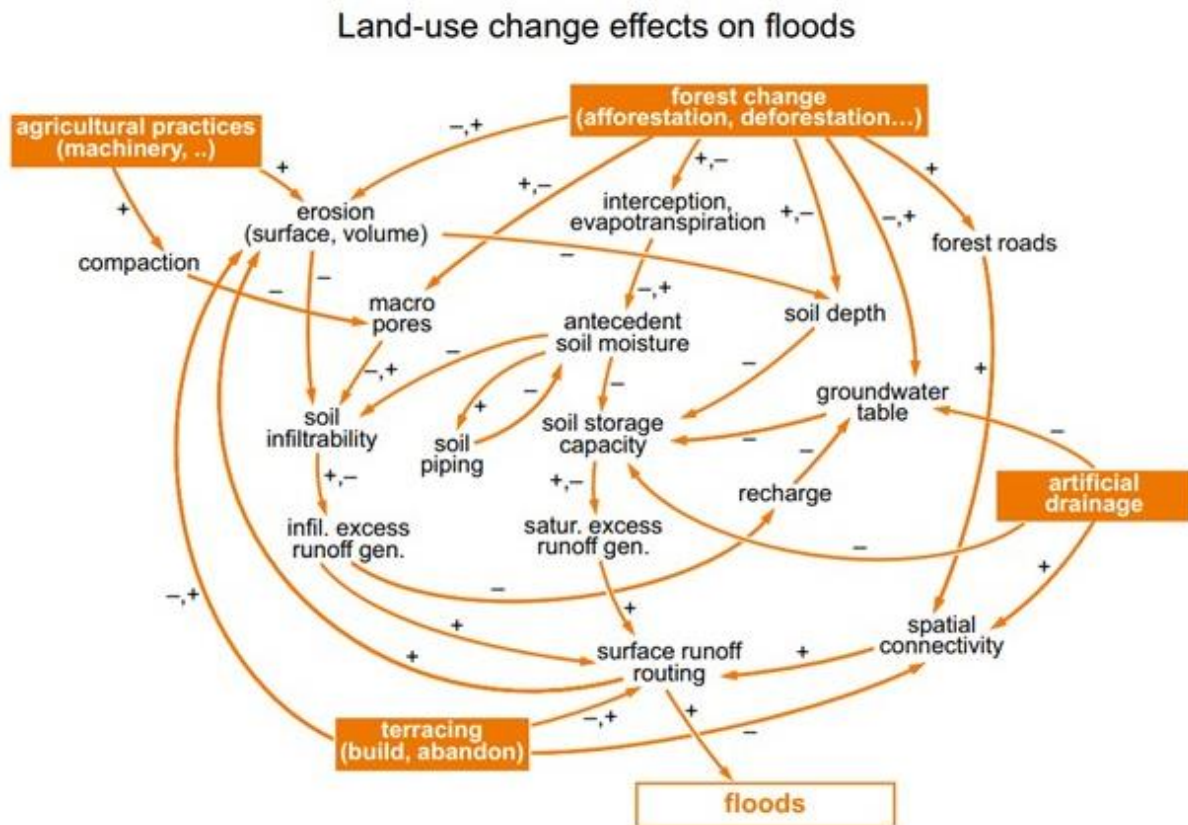 Land-use change effects on floods
forest change
(afforestation, deforestation...)
agricultural practices
(machinery, ..)
–,+
+
+
+,–
+,–
+
interception,
evapotranspiration
+,–
–,+
erosion
(surface, volume)
forest roads
compaction
–
–
–
–,+
macro
pores
soil depth
antecedent
soil moisture
–
–,+
–
–
+
–
+
–
groundwater
table
soil
infiltrability
soil storage
capacity
–
–
soil
piping
–
+,–
+,–
recharge
artificial
drainage
infil. excess
runoff gen.
satur. excess
runoff gen.
–
–
+
–,+
+
+
spatial
connectivity
surface runoff
routing
+
+
+
terracing
(build, abandon)
–,+
–
floods